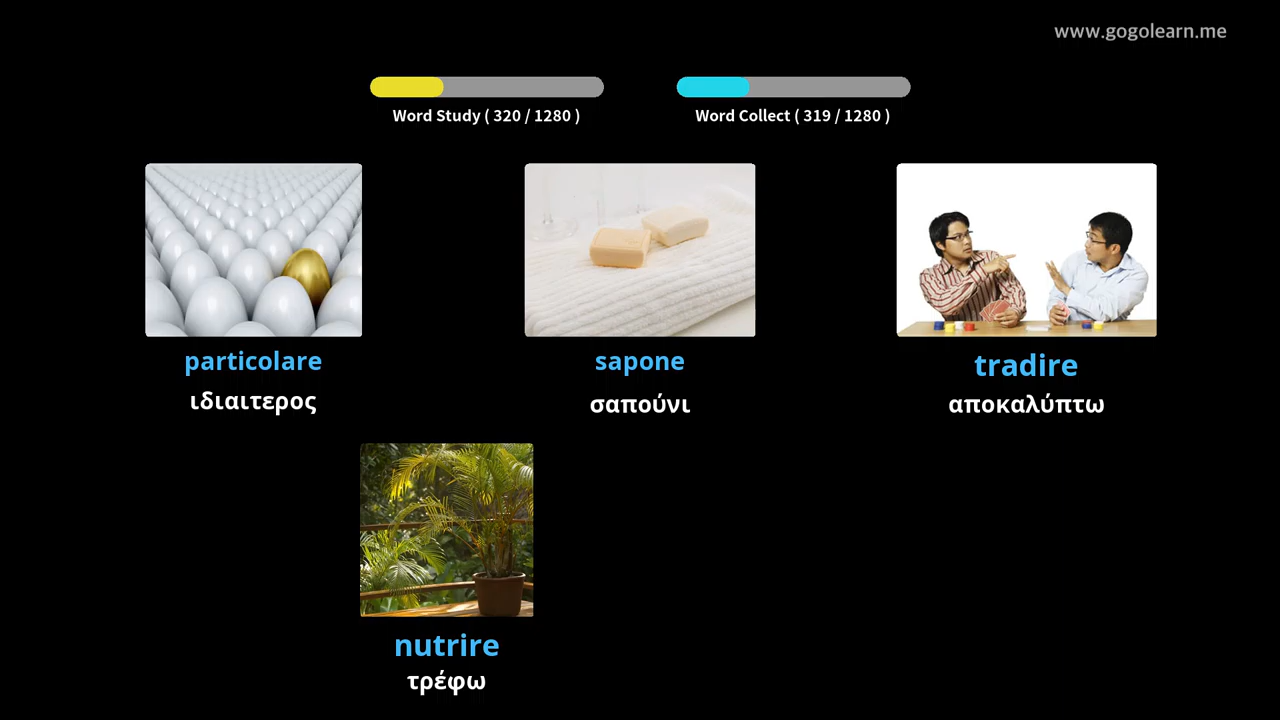 www.gogolearn.me
Word Study ( 320 / 1280 )
Word Collect ( 319 / 1280 )
particolare
ιδιαιτερος
sapone
σαπούνι
tradire
αποκαλύπτω
nutrire
τρέφω